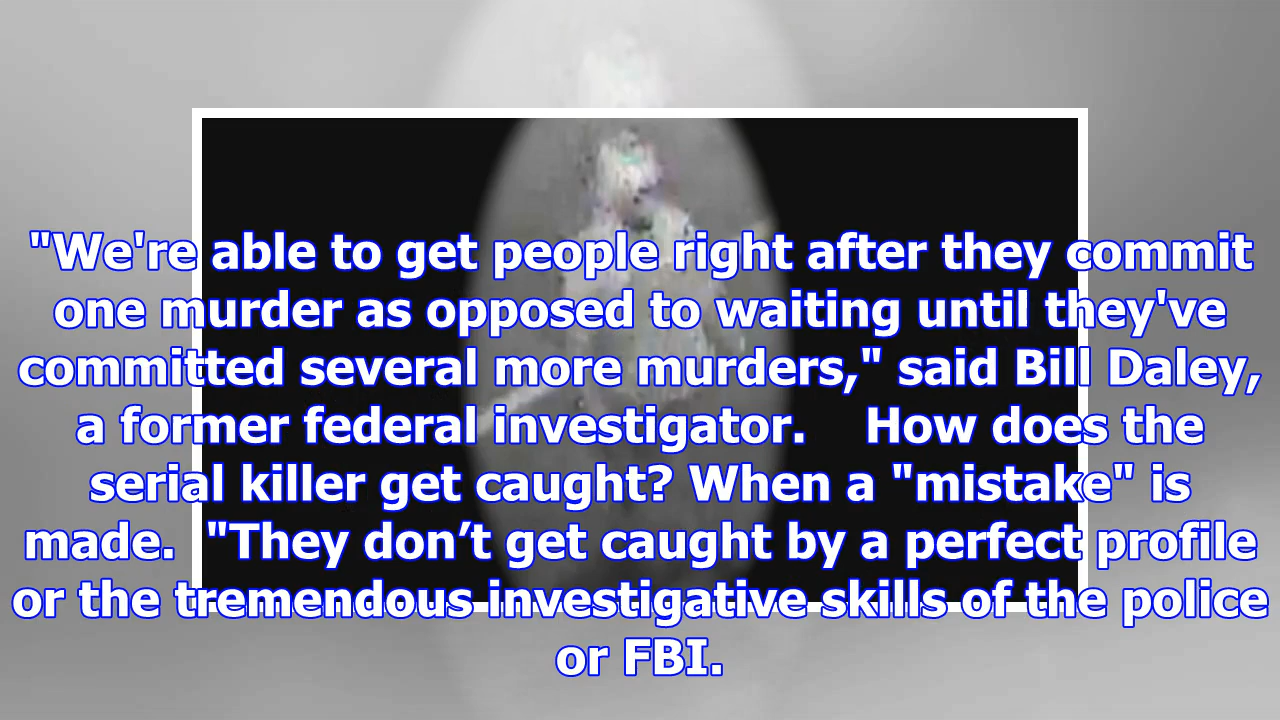 "We're able to get people right after they commit
one murder as opposed to waiting until they've
committed several more murders," said Bill Daley,
a former federal investigator.    How does the
serial killer get caught? When a "mistake" is
made.  "They don’t get caught by a perfect profile
or the tremendous investigative skills of the police
or FBI.